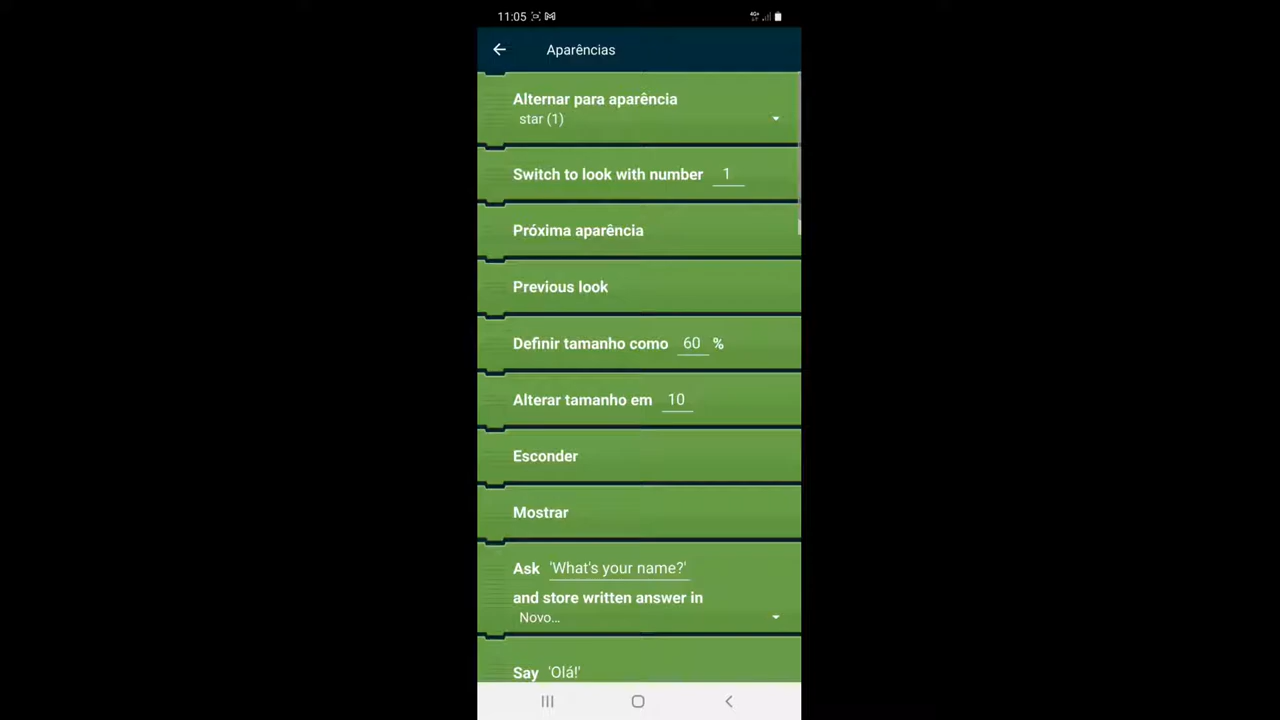 11:05
4G+
Aparências
Alternar para aparência
star (1)
Switch to look with number 1
Próxima aparência
Previous look
Definir tamanho como 60 %
Alterar tamanho em 10
Esconder
Mostrar
Ask 'What's your name?'
and store written answer in
Novo...
Say 'Olá!'